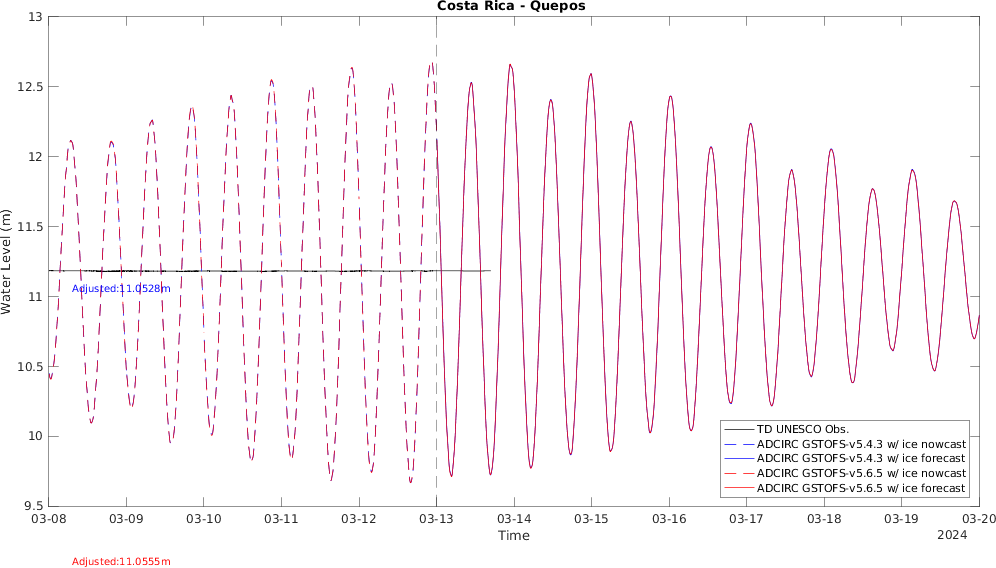 Costa Rica - Quepos
13
12.5
12
11.5
11
10.5
10
9.5
Water Level (m)
Adjusted:11.0528m
TD UNESCO Obs.
ADCIRC GSTOFS-v5.4.3 w/ ice nowcast
ADCIRC GSTOFS-v5.4.3 w/ ice forecast
ADCIRC GSTOFS-v5.6.5 w/ ice nowcast
ADCIRC GSTOFS-v5.6.5 w/ ice forecast
03-08 03-09 03-10 03-11 03-12 03-13 03-14 03-15 03-16 03-17 03-18 03-19 03-20
Time
2024
Adjusted:11.0555m